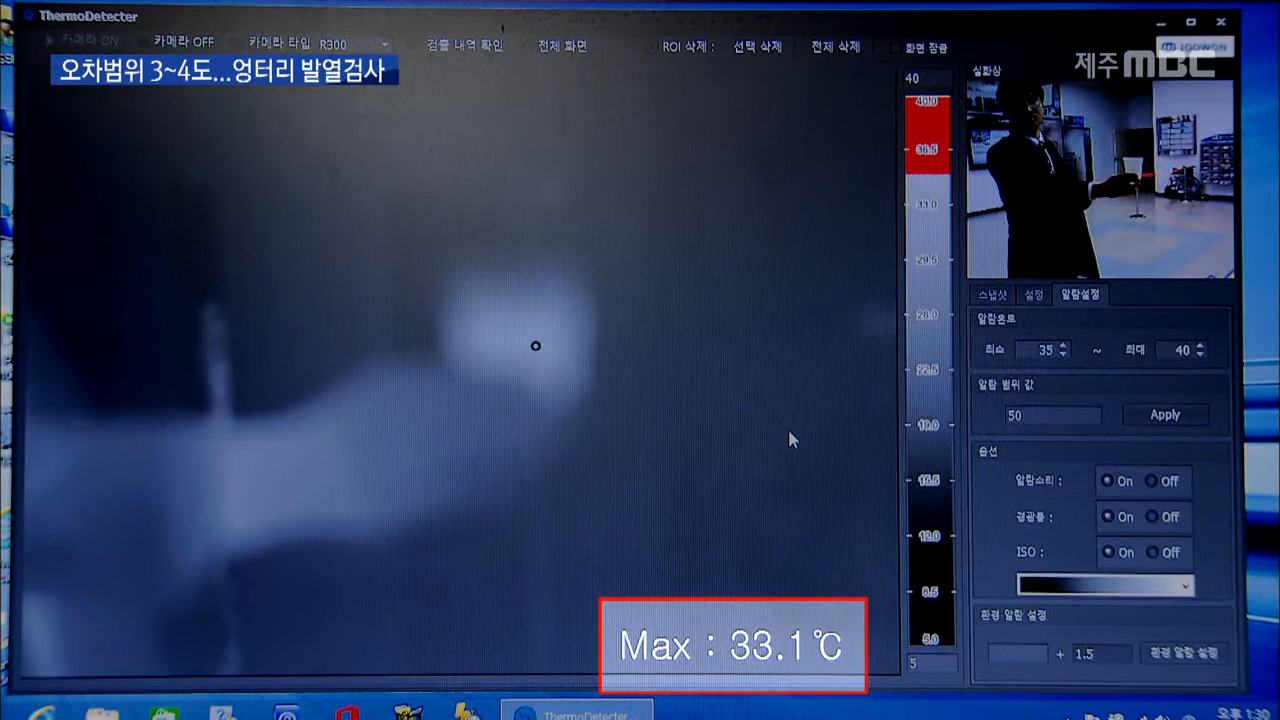 ThermoDetecter
카메라 ON 카메라 OFF 카메라 타입 R300 검출 내역 확인 전체 화면 ROI 삭제 : 선택 삭제 전체 삭제 화면 잠금
오차범위 3~4도...엉터리 발열검사
제주MBC
실화상
40
40.0
36.5
33.0
29.5
26.0
22.5
19.0
15.5
12.0
8.5
5.0
5
스냅샷 설정 알람설정
알람온도
최소 35 ~ 최대 40
알람 범위 값
50 Apply
옵션
알람소리 : On Off
경광등 : On Off
ISO : On Off
환경 알람 설정
+ 1.5 환경 알람 설정
Max : 33.1℃
ThermoDetecter
오후 1:30